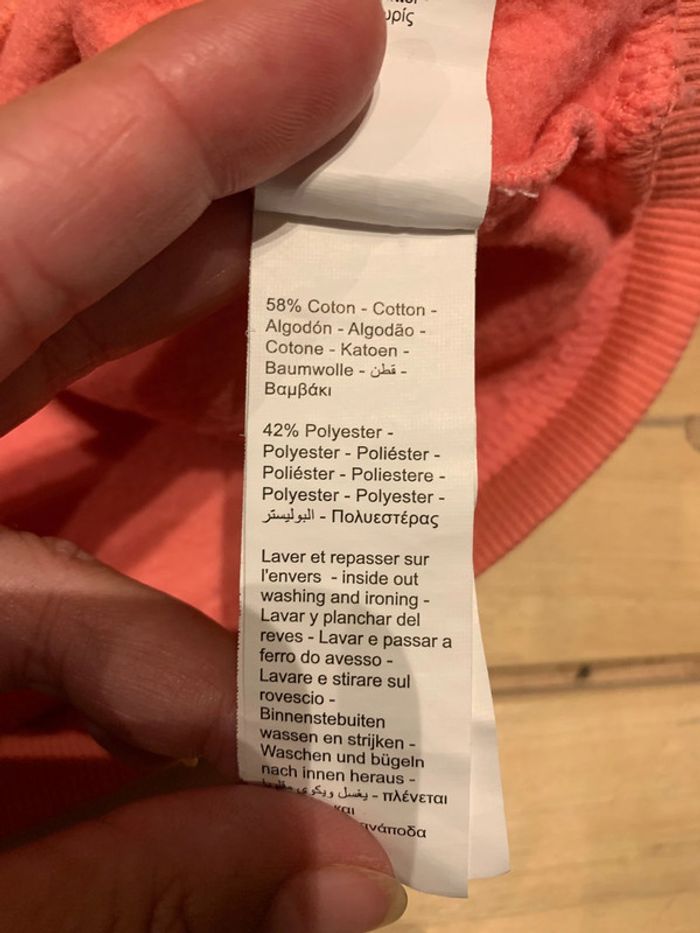 58% Coton - Cotton -
Algodón - Algodão -
Cotone - Katoen -
Baumwolle - قطن -
Βαμβάκι
42% Polyester -
Polyester - Poliéster -
Poliéster - Poliestere -
Polyester - Polyester -
البوليستر - Πολυεστέρας
Laver et repasser sur
l'envers - inside out
washing and ironing -
Lavar y planchar del
reves - Lavar e passar a
ferro do avesso -
Lavare e stirare sul
rovescio -
Binnenstebuiten
wassen en strijken -
Waschen und bügeln
nach innen heraus -
يغسل ويكوي - πλένεται
και